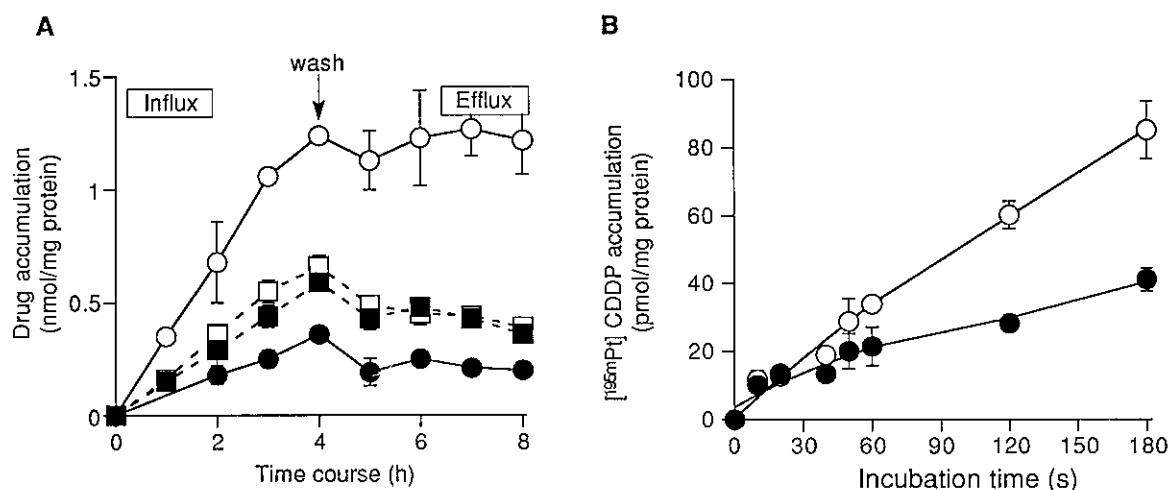 A
wash
Influx
Efflux
1.5
1
0.5
0
0
2
4
6
8
Drug accumulation
(nmol/mg protein)
Time course (h)
B
100
80
60
40
20
0
0
30
60
90
120
150
180
[195mPt] CDDP accumulation
(pmol/mg protein)
Incubation time (s)